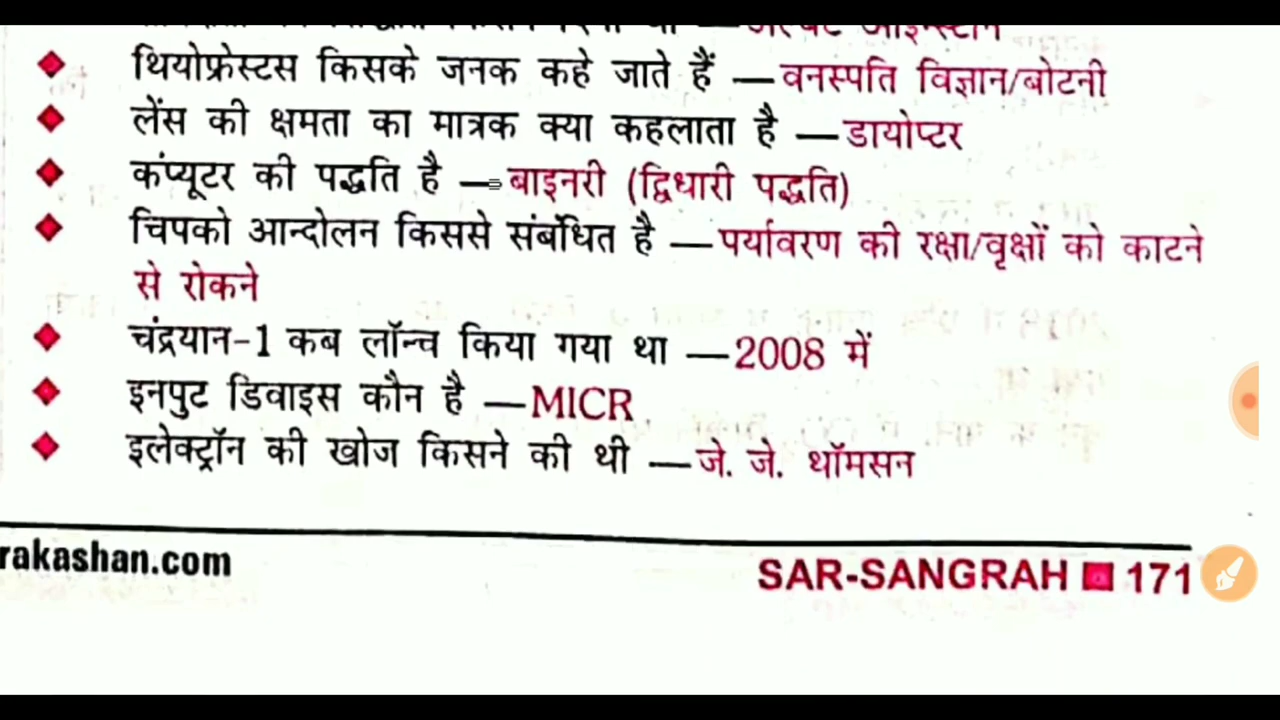 थियोफ्रेस्टस किसके जनक कहे जाते हैं —वनस्पति विज्ञान/बोटनी
लेंस की क्षमता का मात्रक क्या कहलाता है —डायोप्टर
कंप्यूटर की पद्धति है —बाइनरी (द्विधारी पद्धति)
चिपको आन्दोलन किससे संबंधित है —पर्यावरण की रक्षा/वृक्षों को काटने
से रोकने
चंद्रयान-1 कब लॉन्च किया गया था —2008 में
इनपुट डिवाइस कौन है —MICR
इलेक्ट्रॉन की खोज किसने की थी —जे. जे. थॉमसन
rakashan.com SAR-SANGRAH 171